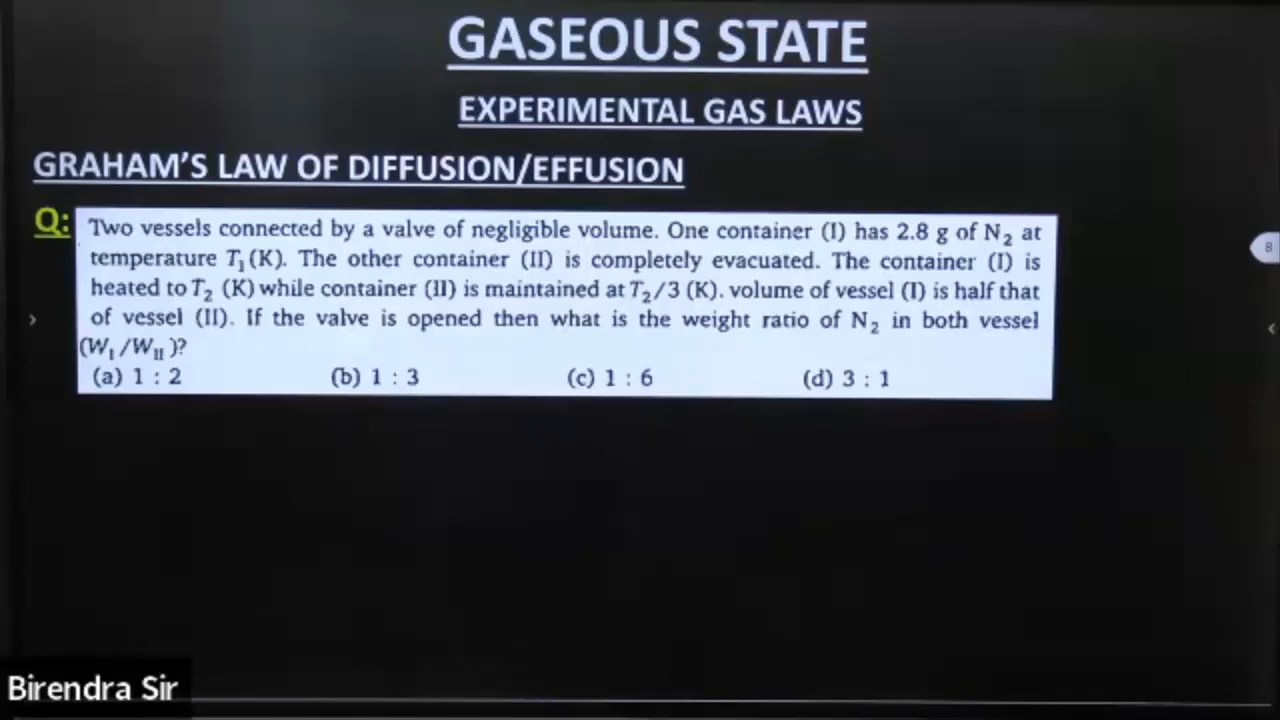 GASEOUS STATE
EXPERIMENTAL GAS LAWS
GRAHAM'S LAW OF DIFFUSION/EFFUSION
Q:
Two vessels connected by a valve of negligible volume. One container (I) has 2.8 g of N₂ at
temperature T₁(K). The other container (II) is completely evacuated. The container (I) is
heated to T₂ (K) while container (II) is maintained at T₂/3 (K). volume of vessel (I) is half that
of vessel (II). If the valve is opened then what is the weight ratio of N₂ in both vessel
(W_I /W_II)?
(a) 1 : 2 (b) 1 : 3 (c) 1 : 6 (d) 3 : 1
8
Birendra Sir